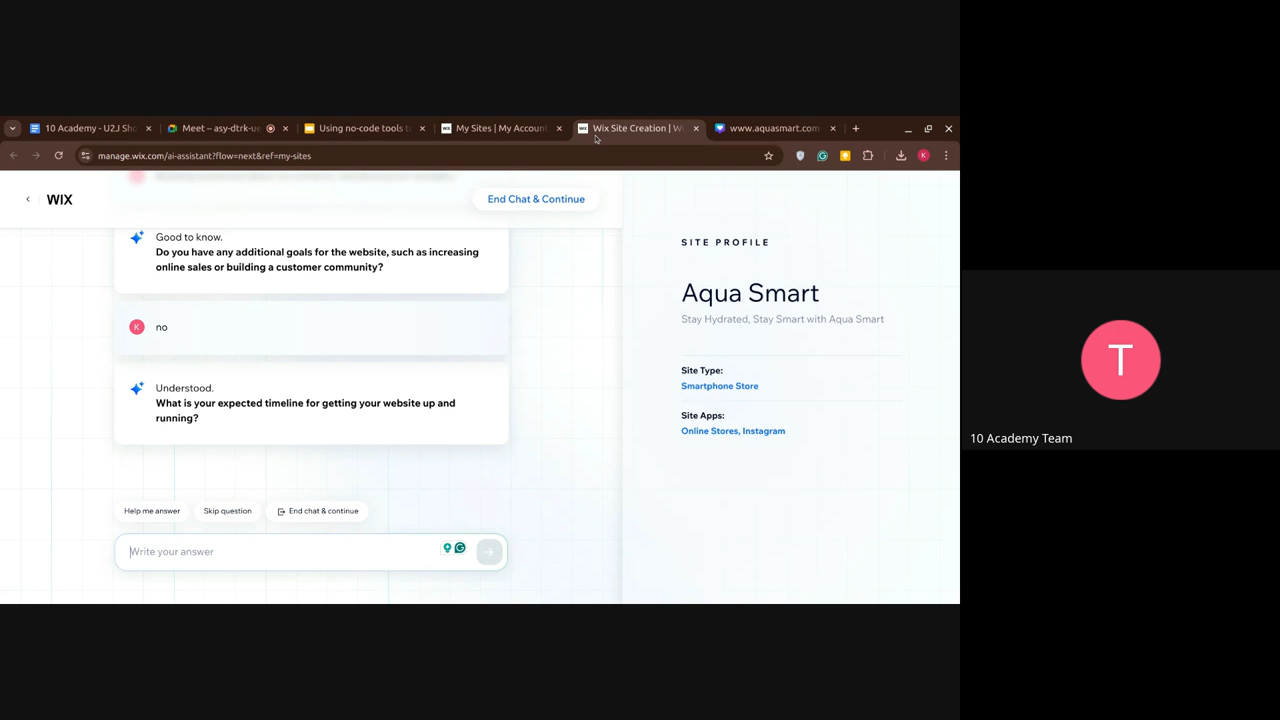 10 Academy - U2J Sho
Meet – asy-dtrk-ue
Using no-code tools t
WIX My Sites | My Accoun
WIX Wix Site Creation | W
www.aquasmart.com
manage.wix.com/ai-assistant?flow=next&ref=my-sites
K
WIX
End Chat & Continue
Good to know.
Do you have any additional goals for the website, such as increasing
online sales or building a customer community?
K no
Understood.
What is your expected timeline for getting your website up and
running?
Help me answer
Skip question
End chat & continue
Write your answer
SITE PROFILE
Aqua Smart
Stay Hydrated, Stay Smart with Aqua Smart
Site Type:
Smartphone Store
Site Apps:
Online Stores, Instagram
T
10 Academy Team